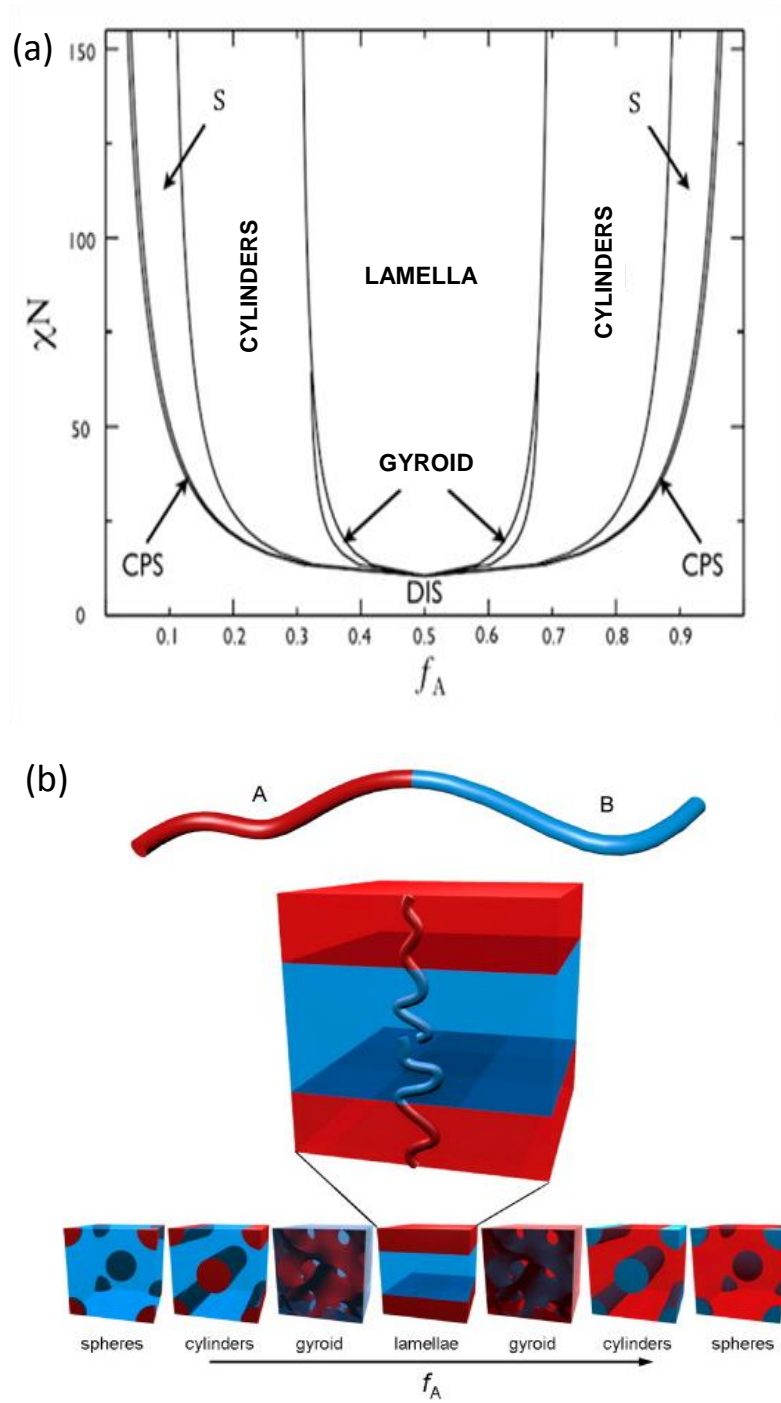 (a)
150
S
S
CYLINDERS
CYLINDERS
100
LAMELLA
χN
50
GYROID
CPS
CPS
DIS
0
0.1 0.2 0.3 0.4 0.5 0.6 0.7 0.8 0.9
fA
(b)
A
B
spheres cylinders gyroid lamellae gyroid cylinders spheres
fA